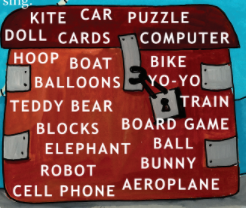 sing.
KITE CAR PUZZLE
DOLL CARDS COMPUTER
HOOP BOAT BIKE
BALLOONS YO-YO
TEDDY BEAR TRAIN
BLOCKS BOARD GAME
ELEPHANT BALL
ROBOT BUNNY
CELL PHONE AEROPLANE